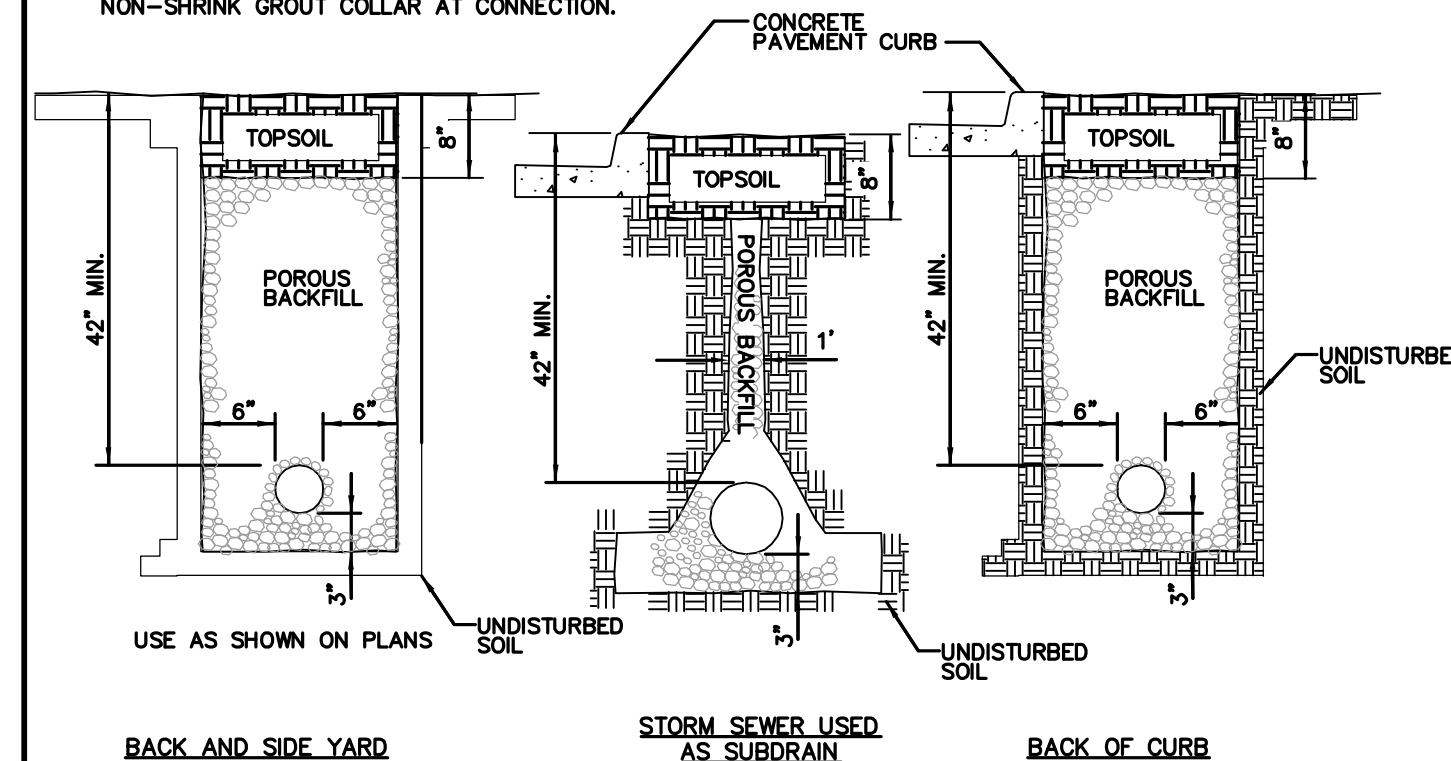 NON-SHRINK GROUT COLLAR AT CONNECTION.
CONCRETE
PAVEMENT CURB
TOPSOIL
8"
42" MIN.
POROUS
BACKFILL
6"
6"
3"
USE AS SHOWN ON PLANS
UNDISTURBED
SOIL
BACK AND SIDE YARD
TOPSOIL
8"
42" MIN.
POROUS BACKFILL
1'
3"
UNDISTURBED
SOIL
STORM SEWER USED
AS SUBDRAIN
TOPSOIL
8"
42" MIN.
POROUS
BACKFILL
6"
6"
3"
UNDISTURBE
SOIL
BACK OF CURB